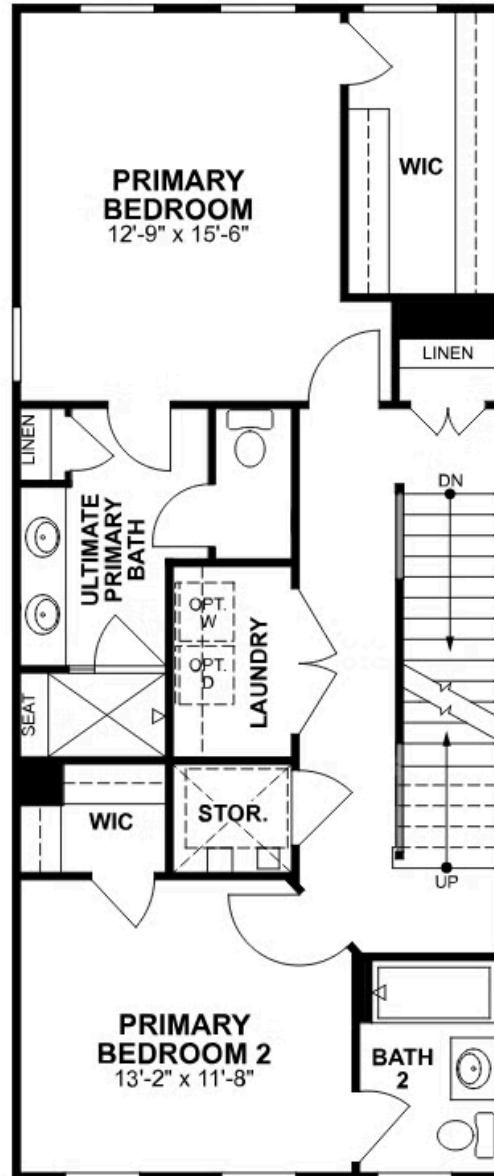 PRIMARY
BEDROOM
12'-9" x 15'-6"
WIC
LINEN
LINEN
DN
ULTIMATE
PRIMARY
BATH
OPT.
W
OPT.
D
LAUNDRY
SEAT
WIC
STOR.
UP
PRIMARY
BEDROOM 2
13'-2" x 11'-8"
BATH
2